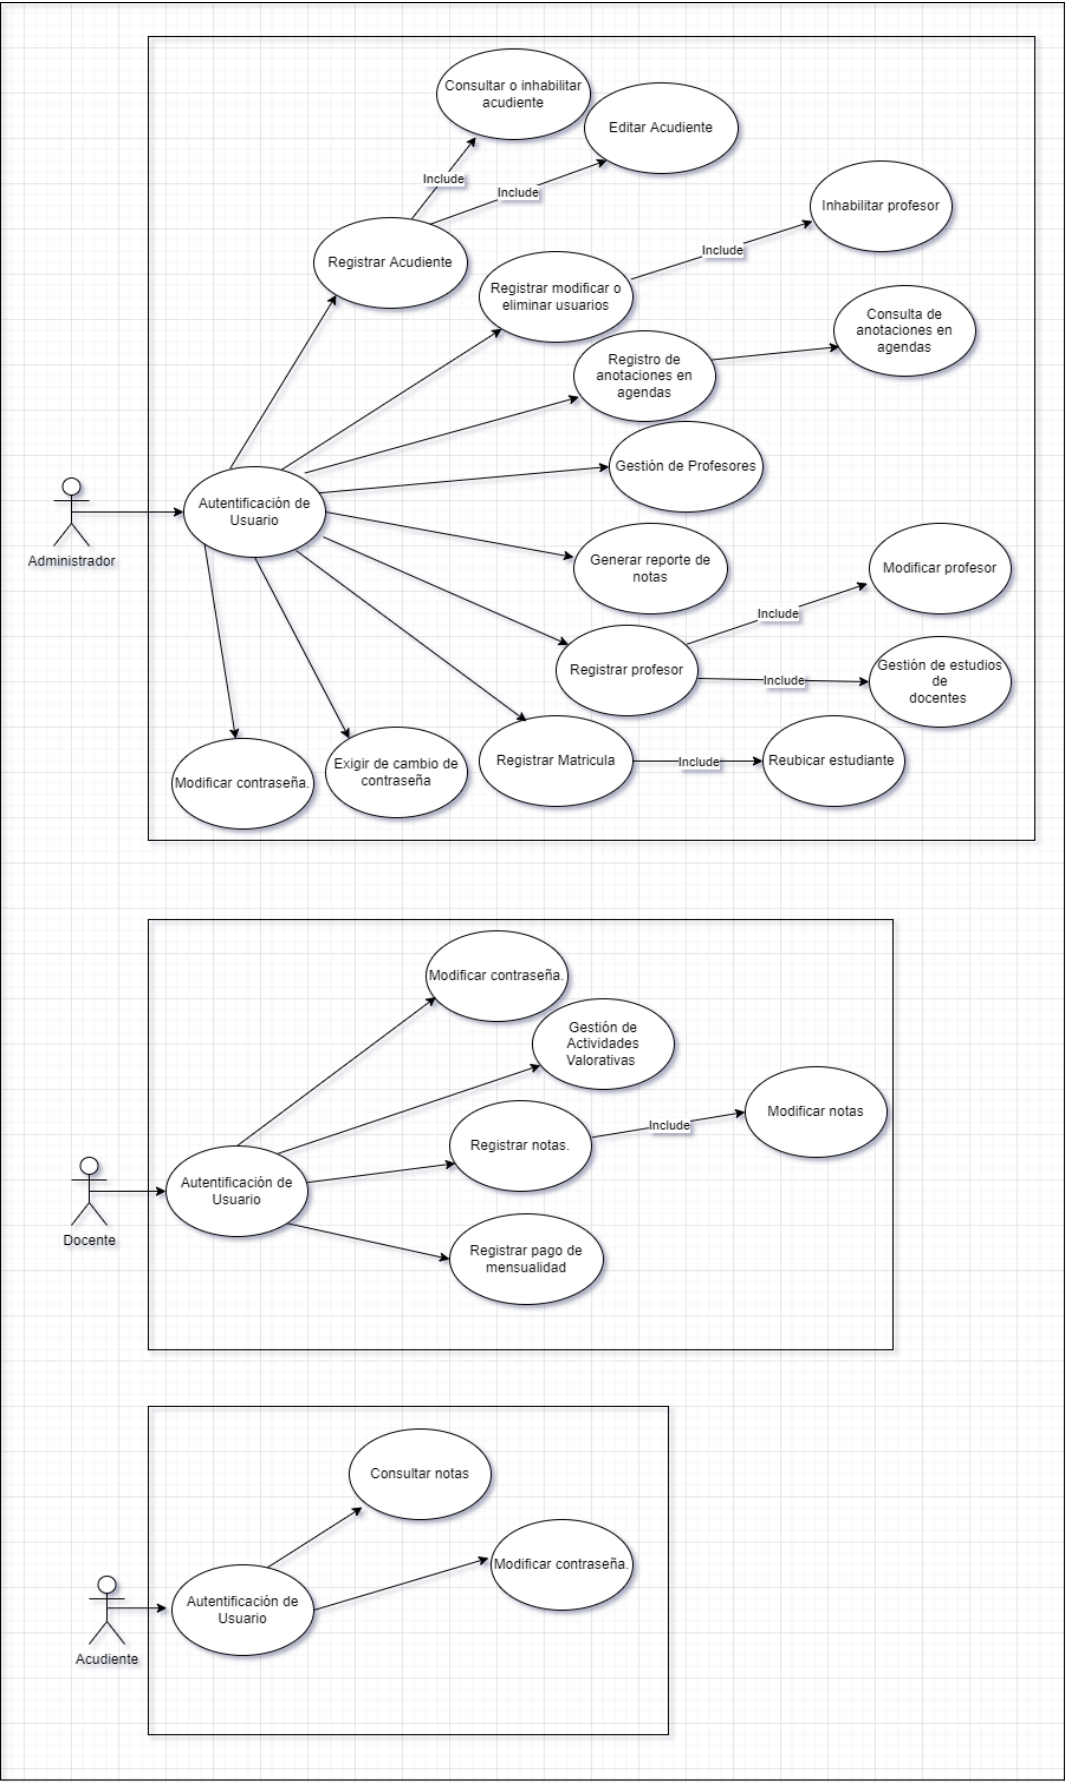 Consultar o inhabilitar
acudiente
Editar Acudiente
Include
Include
Inhabilitar profesor
Registrar Acudiente
Include
Registrar modificar o
eliminar usuarios
Consulta de
anotaciones en
agendas
Registro de
anotaciones en
agendas
Gestión de Profesores
Autentificación de
Usuario
Administrador
Generar reporte de
notas
Modificar profesor
Include
Registrar profesor
Include
Gestión de estudios
de
docentes
Modificar contraseña.
Exigir de cambio de
contraseña
Registrar Matricula
Include
Reubicar estudiante
Modificar contraseña.
Gestión de
Actividades
Valorativas
Modificar notas
Include
Registrar notas.
Autentificación de
Usuario
Docente
Registrar pago de
mensualidad
Consultar notas
Modificar contraseña.
Autentificación de
Usuario
Acudiente